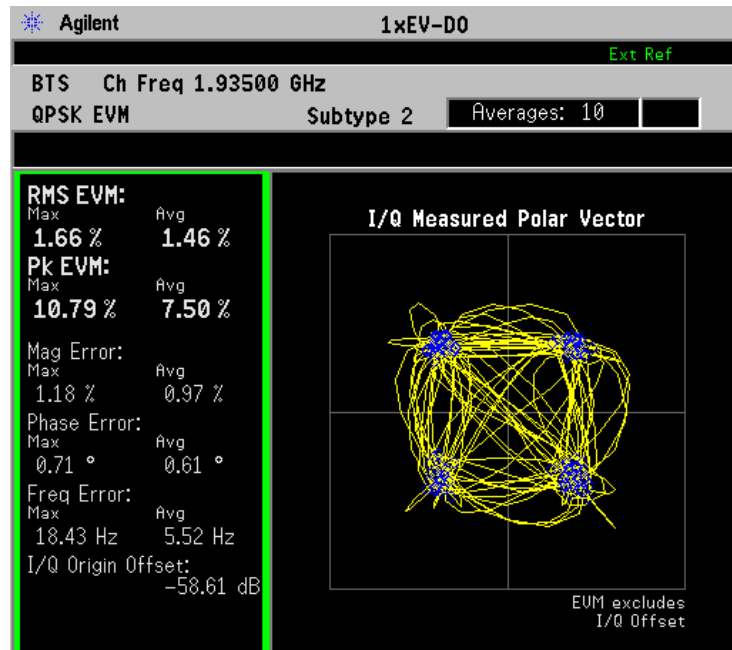 Agilent 1xEV-DO
Ext Ref
BTS Ch Freq 1.93500 GHz
QPSK EVM Subtype 2 Averages: 10
RMS EVM:
Max Avg
1.66 % 1.46 %
Pk EVM:
Max Avg
10.79 % 7.50 %
Mag Error:
Max Avg
1.18 % 0.97 %
Phase Error:
Max Avg
0.71 ° 0.61 °
Freq Error:
Max Avg
18.43 Hz 5.52 Hz
I/Q Origin Offset:
-58.61 dB
I/Q Measured Polar Vector
EVM excludes
I/Q Offset